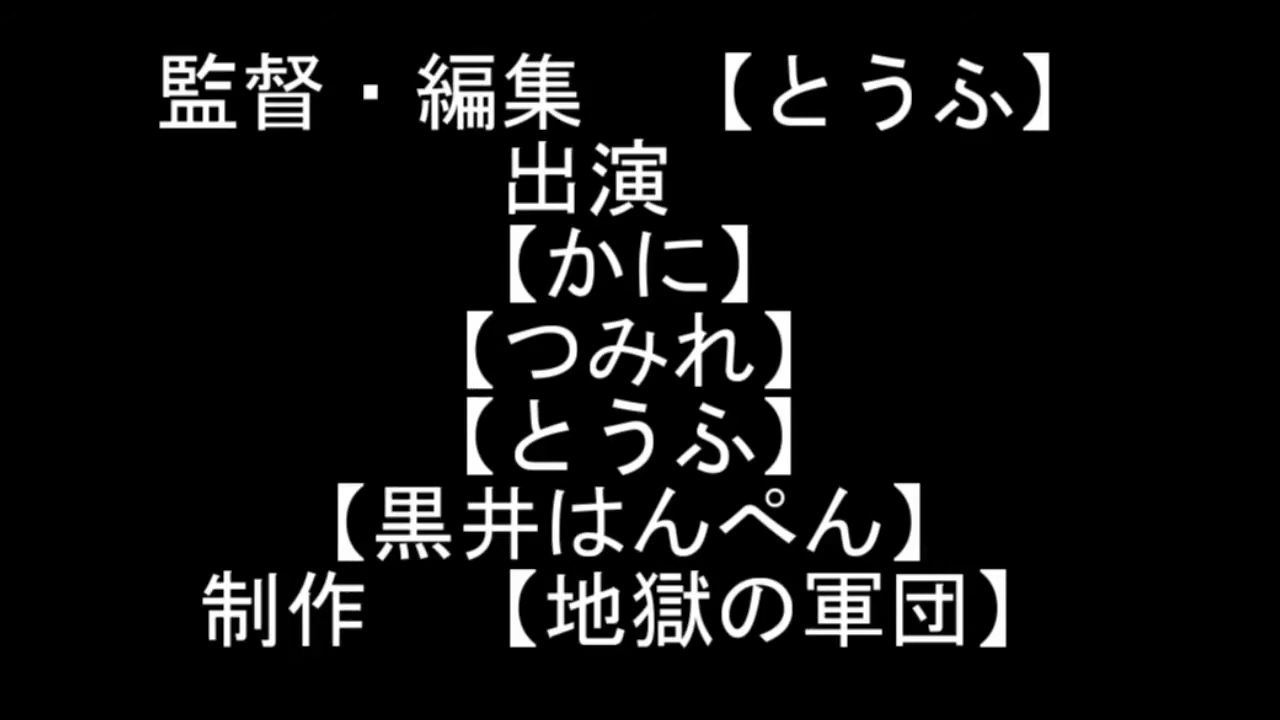 監督・編集　【とうふ】
出演
【かに】
【つみれ】
【とうふ】
【黒井はんぺん】
制作　【地獄の軍団】